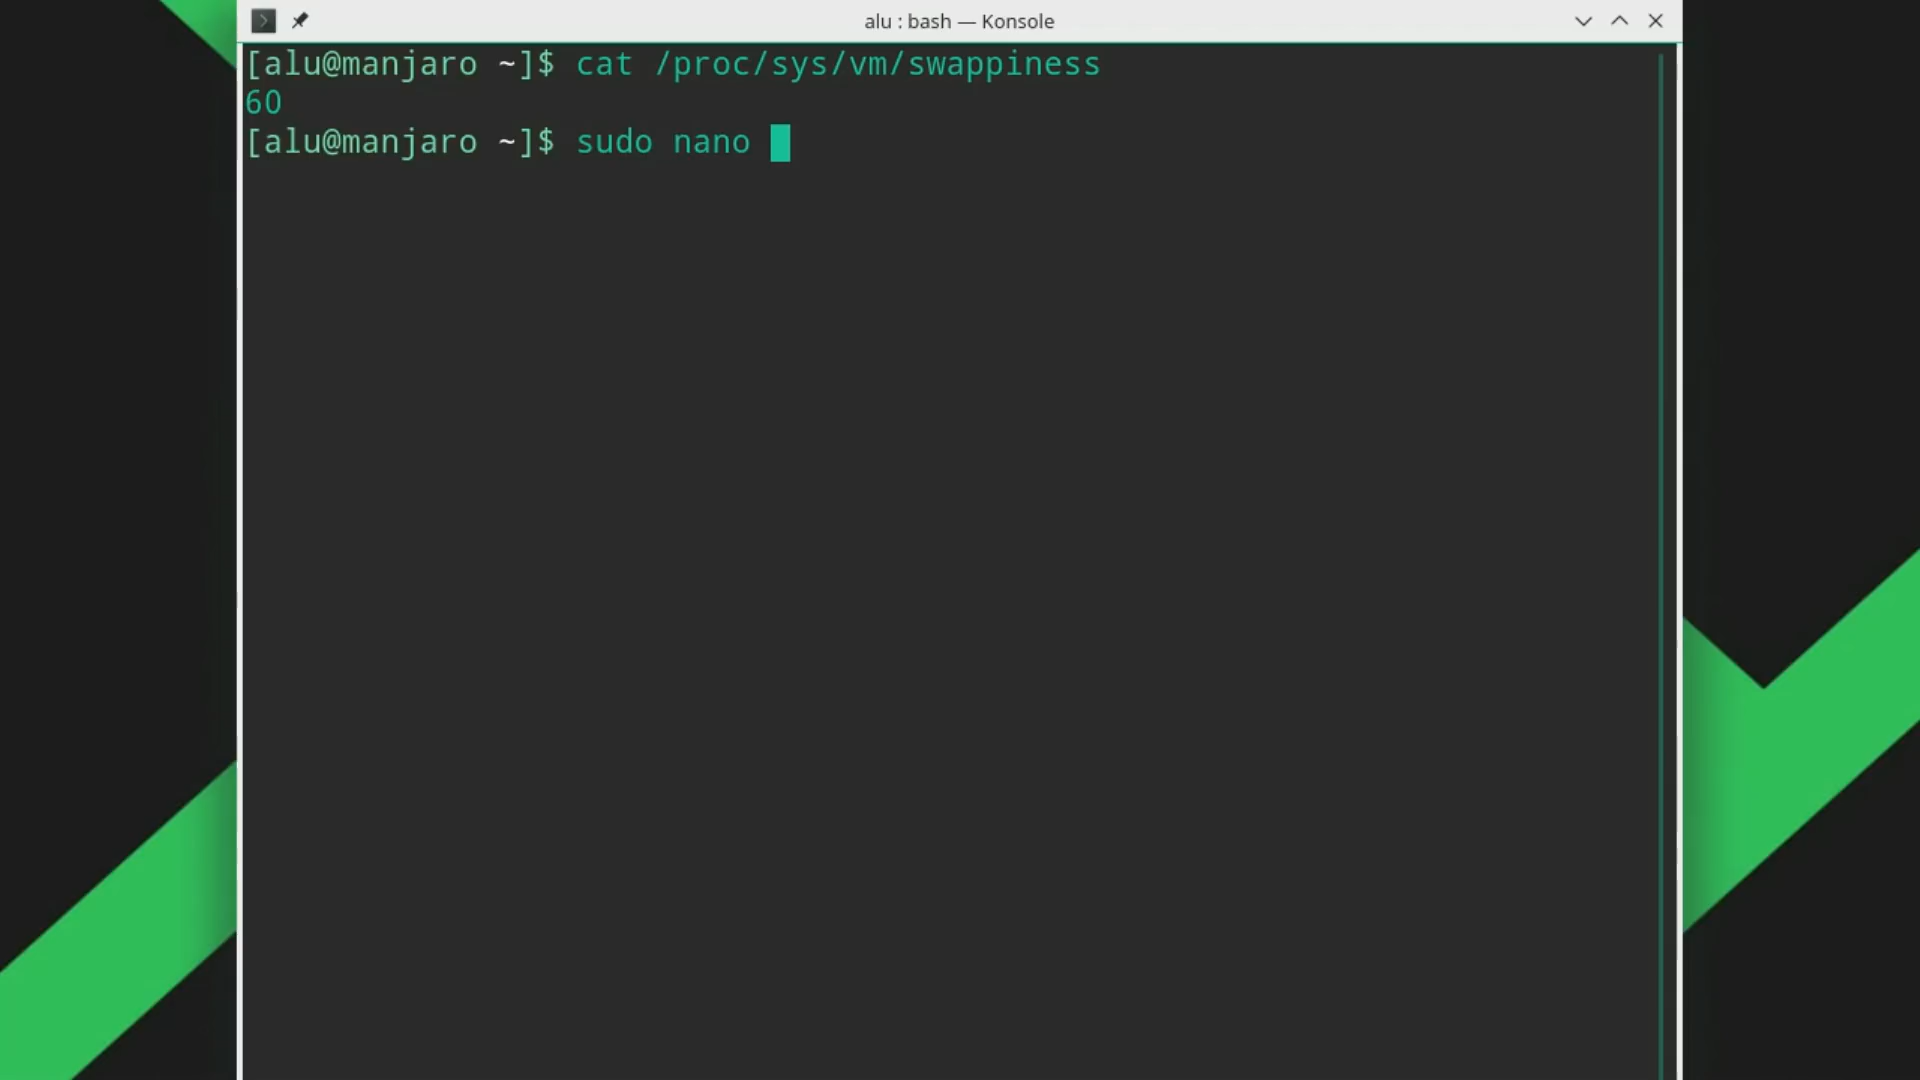 alu : bash — Konsole
[alu@manjaro ~]$ cat /proc/sys/vm/swappiness
60
[alu@manjaro ~]$ sudo nano